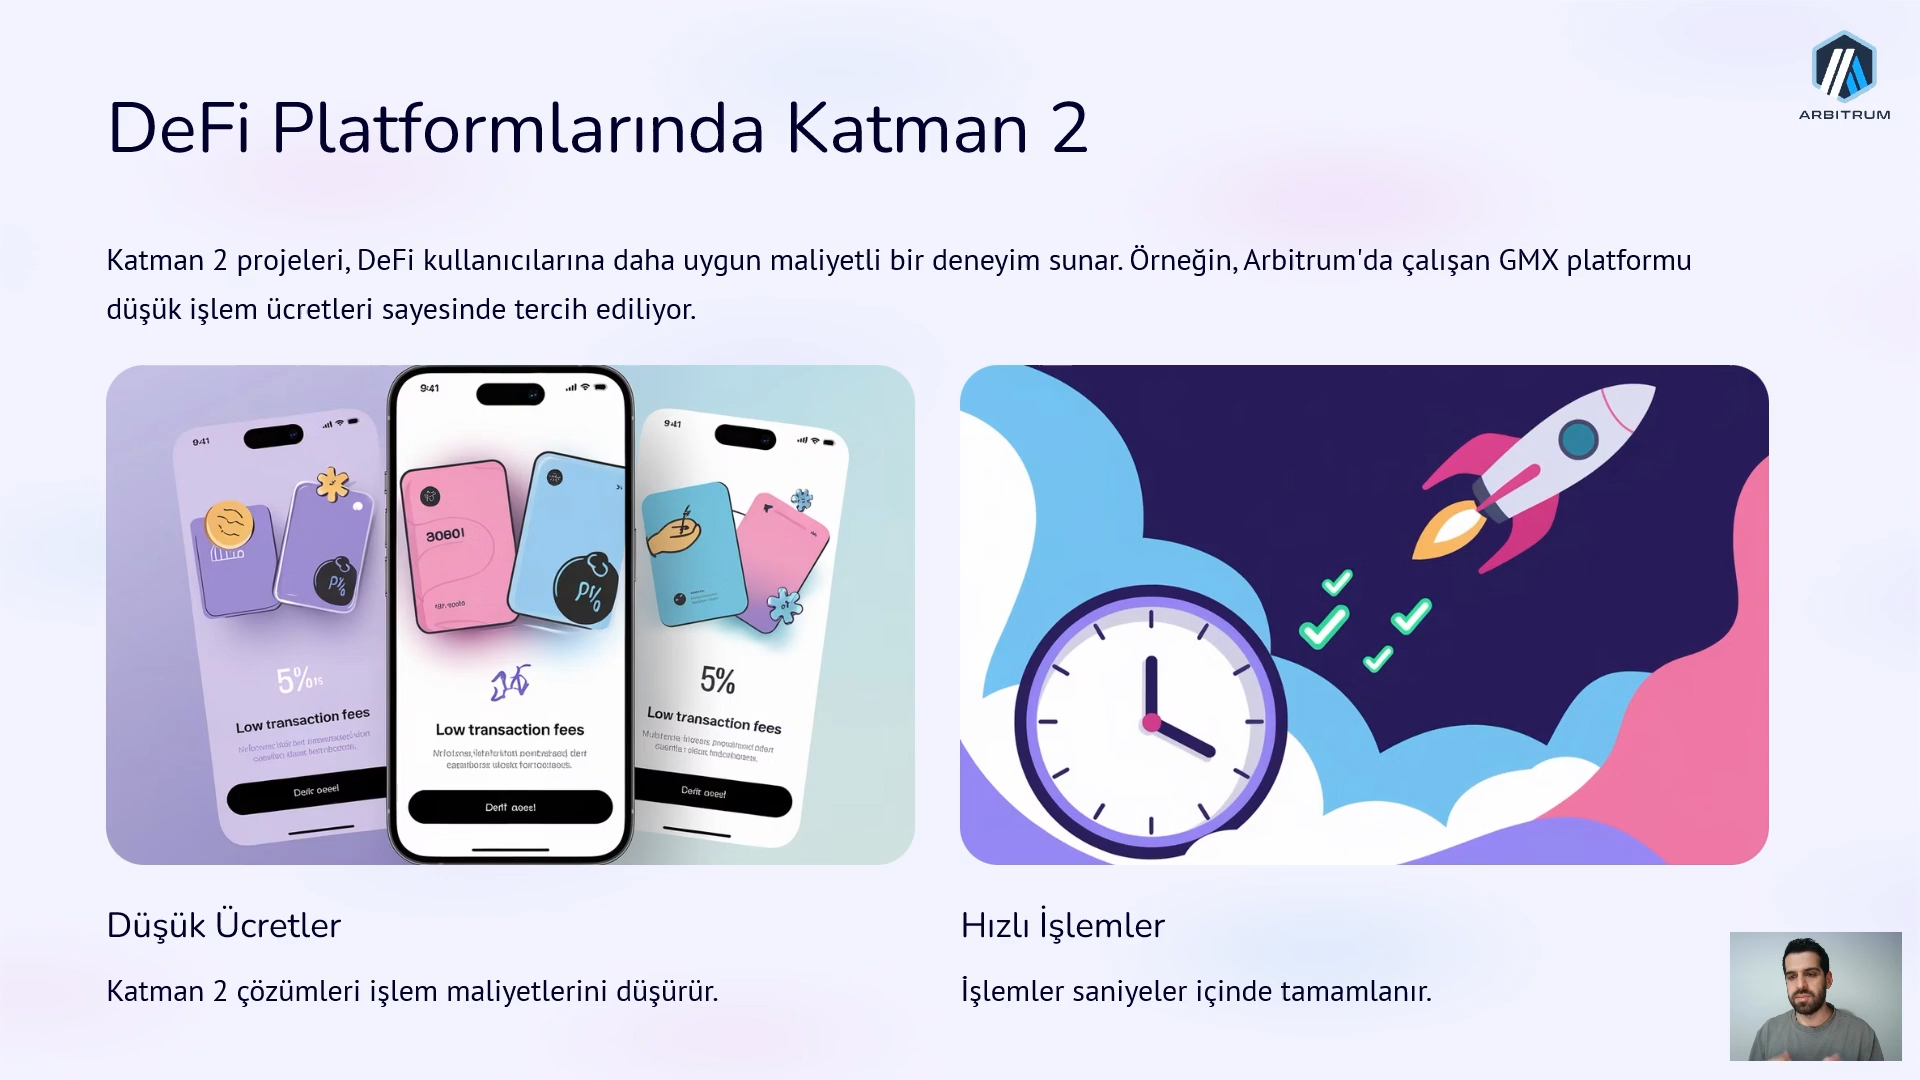 DeFi Platformlarında Katman 2
ARBITRUM
Katman 2 projeleri, DeFi kullanıcılarına daha uygun maliyetli bir deneyim sunar. Örneğin, Arbitrum'da çalışan GMX platformu
düşük işlem ücretleri sayesinde tercih ediliyor.
9:41
9:41
9:41
30601
5%
5%
Low transaction fees
Low transaction fees
Low transaction fees
Düşük Ücretler
Katman 2 çözümleri işlem maliyetlerini düşürür.
Hızlı İşlemler
İşlemler saniyeler içinde tamamlanır.